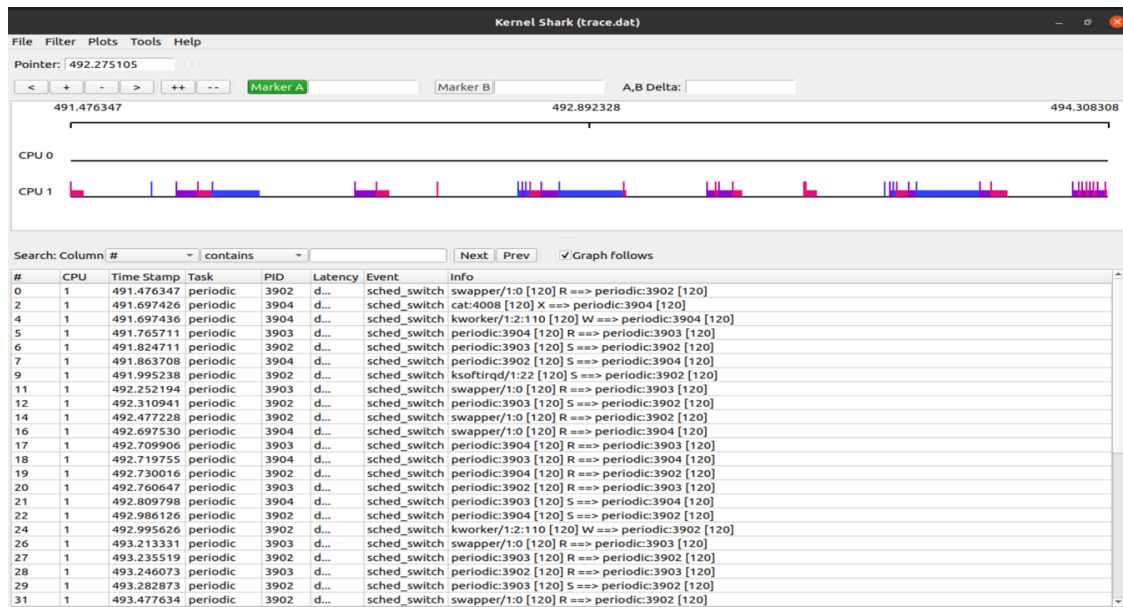 Kernel Shark (trace.dat)
File Filter Plots Tools Help
Pointer: 492.275105
< + - > ++ -- Marker A Marker B A,B Delta:
491.476347 492.892328 494.308308
CPU 0
CPU 1
Search: Column # contains Next Prev Graph follows
# CPU Time Stamp Task PID Latency Event Info
0 1 491.476347 periodic 3902 d... sched_switch swapper/1:0 [120] R ==> periodic:3902 [120]
2 1 491.697426 periodic 3904 d... sched_switch cat:4008 [120] X ==> periodic:3904 [120]
4 1 491.697436 periodic 3904 d... sched_switch kworker/1:2:110 [120] W ==> periodic:3904 [120]
5 1 491.765711 periodic 3903 d... sched_switch periodic:3904 [120] R ==> periodic:3903 [120]
6 1 491.824711 periodic 3902 d... sched_switch periodic:3903 [120] S ==> periodic:3902 [120]
7 1 491.863708 periodic 3904 d... sched_switch periodic:3902 [120] S ==> periodic:3904 [120]
9 1 491.995238 periodic 3902 d... sched_switch ksoftirqd/1:22 [120] S ==> periodic:3902 [120]
11 1 492.252194 periodic 3903 d... sched_switch swapper/1:0 [120] R ==> periodic:3903 [120]
12 1 492.310941 periodic 3902 d... sched_switch periodic:3903 [120] S ==> periodic:3902 [120]
14 1 492.477228 periodic 3902 d... sched_switch swapper/1:0 [120] R ==> periodic:3902 [120]
16 1 492.697530 periodic 3904 d... sched_switch swapper/1:0 [120] R ==> periodic:3904 [120]
17 1 492.709906 periodic 3903 d... sched_switch periodic:3904 [120] R ==> periodic:3903 [120]
18 1 492.719755 periodic 3904 d... sched_switch periodic:3903 [120] R ==> periodic:3904 [120]
19 1 492.730016 periodic 3902 d... sched_switch periodic:3904 [120] R ==> periodic:3902 [120]
20 1 492.760647 periodic 3903 d... sched_switch periodic:3902 [120] R ==> periodic:3903 [120]
21 1 492.809798 periodic 3904 d... sched_switch periodic:3903 [120] S ==> periodic:3904 [120]
22 1 492.986126 periodic 3902 d... sched_switch periodic:3904 [120] S ==> periodic:3902 [120]
24 1 492.995626 periodic 3902 d... sched_switch kworker/1:2:110 [120] W ==> periodic:3902 [120]
26 1 493.213331 periodic 3903 d... sched_switch swapper/1:0 [120] R ==> periodic:3903 [120]
27 1 493.235519 periodic 3902 d... sched_switch periodic:3903 [120] R ==> periodic:3902 [120]
28 1 493.246073 periodic 3903 d... sched_switch periodic:3902 [120] R ==> periodic:3903 [120]
29 1 493.282873 periodic 3902 d... sched_switch periodic:3903 [120] S ==> periodic:3902 [120]
31 1 493.477634 periodic 3902 d... sched_switch swapper/1:0 [120] R ==> periodic:3902 [120]